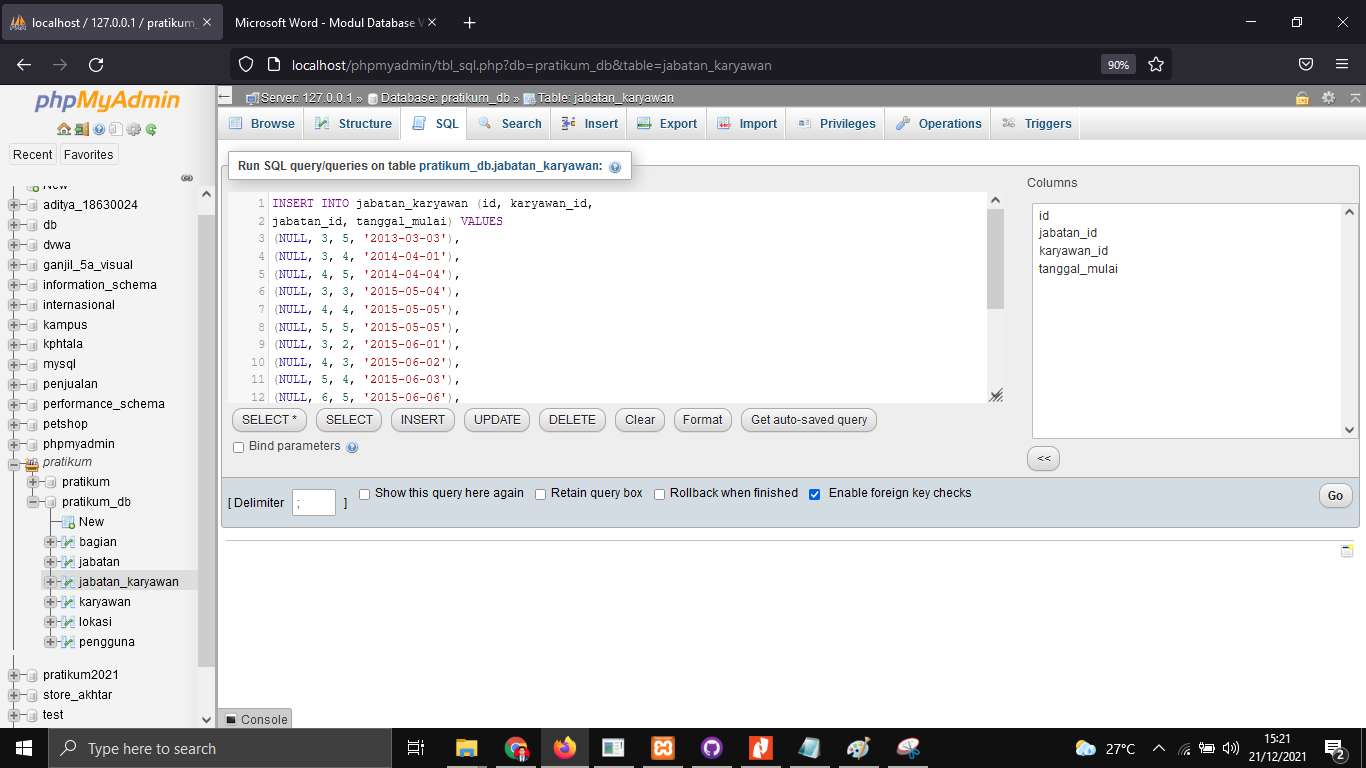 localhost / 127.0.0.1 / pratikum_
Microsoft Word - Modul Database V
localhost/phpmyadmin/tbl_sql.php?db=pratikum_db&table=jabatan_karyawan
90%
phpMyAdmin
Recent
Favorites
New
aditya_18630024
db
dvwa
ganjil_5a_visual
information_schema
internasional
kampus
kphtala
mysql
penjualan
performance_schema
petshop
phpmyadmin
pratikum
pratikum
pratikum_db
New
bagian
jabatan
jabatan_karyawan
karyawan
lokasi
pengguna
pratikum2021
store_akhtar
test
Server: 127.0.0.1 » Database: pratikum_db » Table: jabatan_karyawan
Browse
Structure
SQL
Search
Insert
Export
Import
Privileges
Operations
Triggers
Run SQL query/queries on table pratikum_db.jabatan_karyawan:
1 INSERT INTO jabatan_karyawan (id, karyawan_id,
2 jabatan_id, tanggal_mulai) VALUES
3 (NULL, 3, 5, '2013-03-03'),
4 (NULL, 3, 4, '2014-04-01'),
5 (NULL, 4, 5, '2014-04-04'),
6 (NULL, 3, 3, '2015-05-04'),
7 (NULL, 4, 4, '2015-05-05'),
8 (NULL, 5, 5, '2015-05-05'),
9 (NULL, 3, 2, '2015-06-01'),
10 (NULL, 4, 3, '2015-06-02'),
11 (NULL, 5, 4, '2015-06-03'),
12 (NULL, 6, 5, '2015-06-06'),
Columns
id
jabatan_id
karyawan_id
tanggal_mulai
SELECT *
SELECT
INSERT
UPDATE
DELETE
Clear
Format
Get auto-saved query
Bind parameters
<<
[ Delimiter ; ]
Show this query here again
Retain query box
Rollback when finished
Enable foreign key checks
Go
Console
Type here to search
27°C
15:21
21/12/2021
2